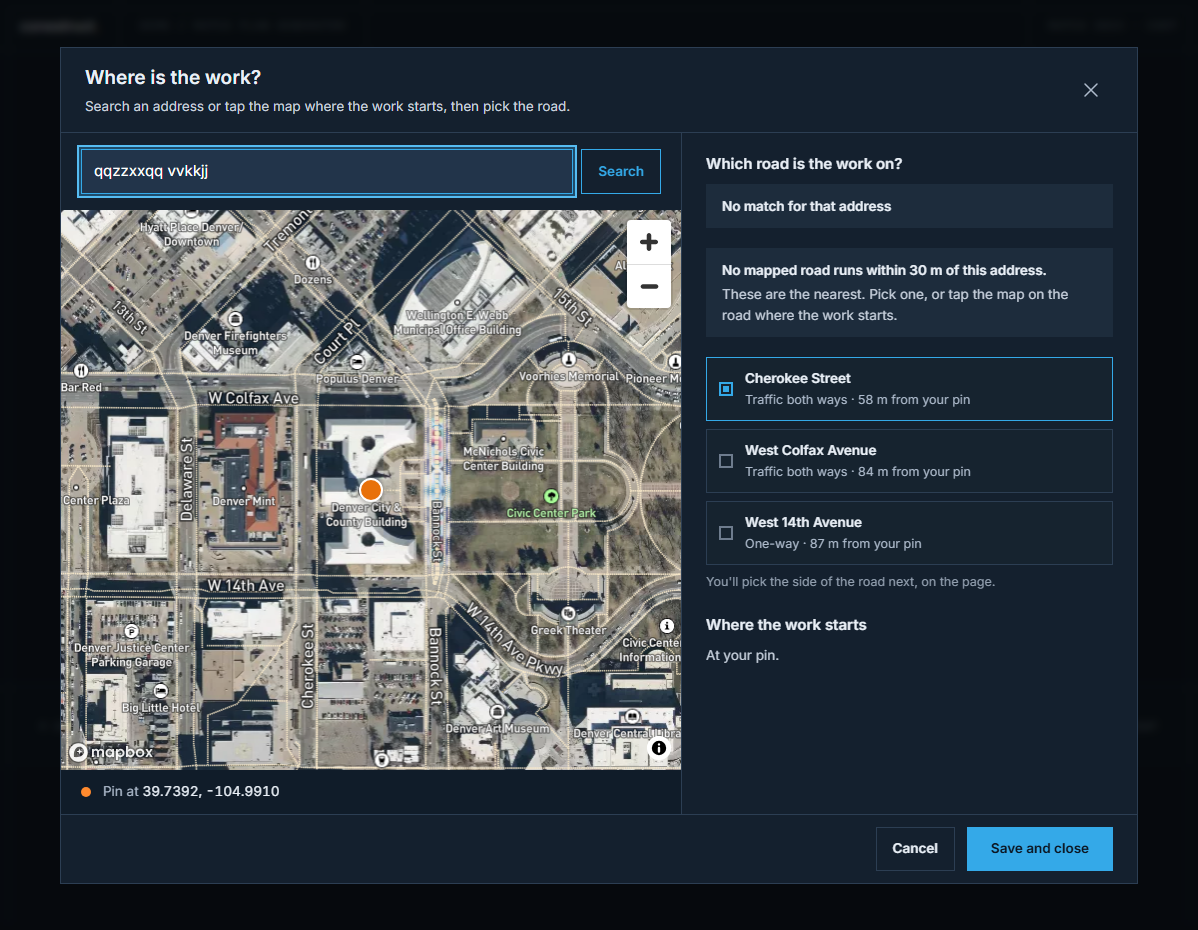 Where is the work?
Search an address or tap the map where the work starts, then pick the road.
qqzzxxqq vvkkjj
Search
Hyatt Place Denver/
Downtown
Tremont
Dozens
13th St
Denver Firefighters
Museum
Court Pl
Wellington E. Webb
Municipal Office Building
15th St
Bar Red
Populus Denver
Voorhies Memorial
Pioneer M
W Colfax Ave
Delaware St
McNichols Civic
Center Building
Center Plaza
Denver Mint
Denver City &
County Building
Bannock St
Civic Center Park
W 14th Ave
Cherokee St
Bannock St
W 14th Ave Pkwy
Greek Theater
Denver Justice Center
Parking Garage
Civic Cente
Information
Big Little Hotel
Denver Art Museum
Denver Central Libra
mapbox
Pin at 39.7392, -104.9910
Which road is the work on?
No match for that address
No mapped road runs within 30 m of this address.
These are the nearest. Pick one, or tap the map on the
road where the work starts.
Cherokee Street
Traffic both ways · 58 m from your pin
West Colfax Avenue
Traffic both ways · 84 m from your pin
West 14th Avenue
One-way · 87 m from your pin
You'll pick the side of the road next, on the page.
Where the work starts
At your pin.
Cancel
Save and close